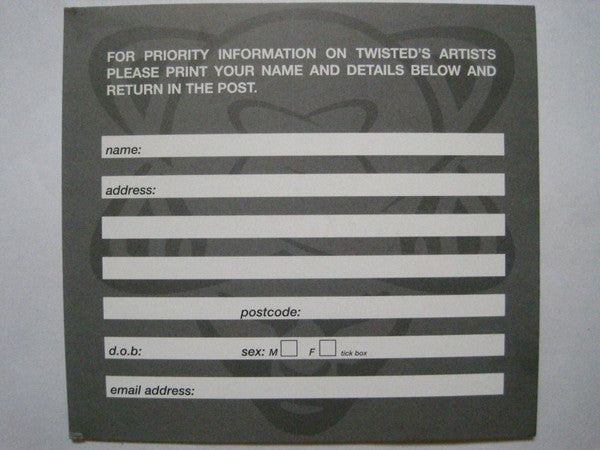 FOR PRIORITY INFORMATION ON TWISTED'S ARTISTS
PLEASE PRINT YOUR NAME AND DETAILS BELOW AND
RETURN IN THE POST.
name:
address:
postcode:
d.o.b: sex: M F tick box
email address: